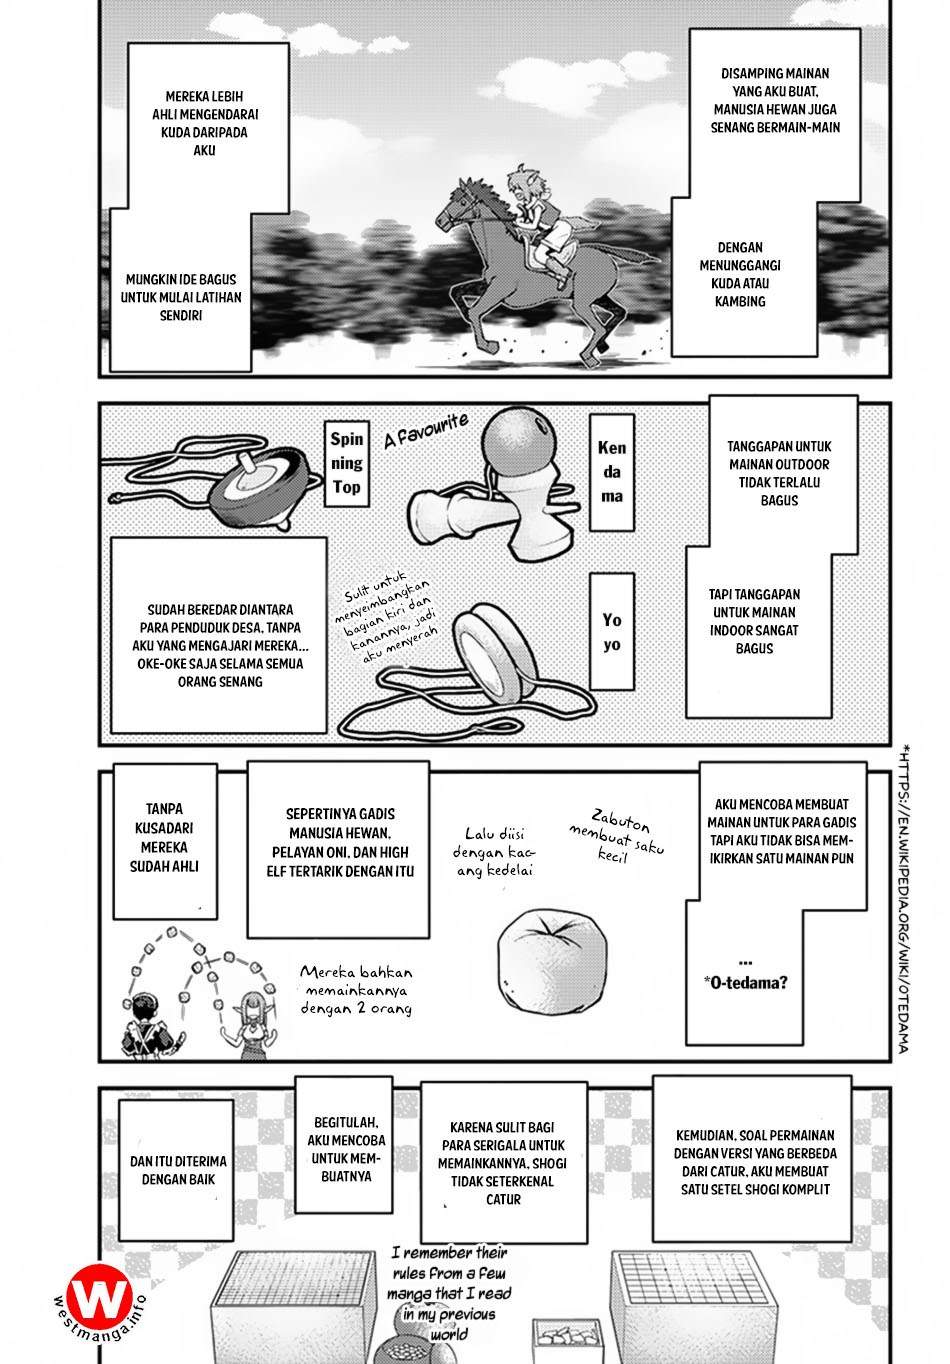 DISAMPING MAINAN
YANG AKU BUAT,
MANUSIA HEWAN JUGA
SENANG BERMAIN-MAIN
DENGAN
MENUNGGANGI
KUDA ATAU
KAMBING
MEREKA LEBIH
AHLI MENGENDARAI
KUDA DARIPADA
AKU
MUNGKIN IDE BAGUS
UNTUK MULAI LATIHAN
SENDIRI
TANGGAPAN UNTUK
MAINAN OUTDOOR
TIDAK TERLALU
BAGUS
TAPI TANGGAPAN
UNTUK MAINAN
INDOOR SANGAT
BAGUS
Ken
da
ma
A favourite
Spin
ning
Top
Yo
yo
Sulit untuk
menyeimbangkan
bagian kiri dan
kanannya, jadi
aku menyerah
SUDAH BEREDAR DIANTARA
PARA PENDUDUK DESA, TANPA
AKU YANG MENGAJARI MEREKA...
OKE-OKE SAJA SELAMA SEMUA
ORANG SENANG
AKU MENCOBA MEMBUAT
MAINAN UNTUK PARA GADIS
TAPI AKU TIDAK BISA MEM-
IKIRKAN SATU MAINAN PUN
...
*O-tedama?
*HTTPS://EN.WIKIPEDIA.ORG/WIKI/OTEDAMA
Zabuton
membuat saku
kecil
Lalu diisi
dengan kac-
ang kedelai
SEPERTINYA GADIS
MANUSIA HEWAN,
PELAYAN ONI, DAN HIGH
ELF TERTARIK DENGAN ITU
Mereka bahkan
memainkannya
dengan 2 orang
TANPA
KUSADARI
MEREKA
SUDAH AHLI
KEMUDIAN, SOAL PERMAINAN
DENGAN VERSI YANG BERBEDA
DARI CATUR, AKU MEMBUAT
SATU SETEL SHOGI KOMPLIT
KARENA SULIT BAGI
PARA SERIGALA UNTUK
MEMAINKANNYA, SHOGI
TIDAK SETERKENAL
CATUR
BEGITULAH,
AKU MENCOBA
UNTUK MEM-
BUATNYA
DAN ITU DITERIMA
DENGAN BAIK
I remember their
rules from a few
manga that I read
in my previous
world
W
westmanga.info